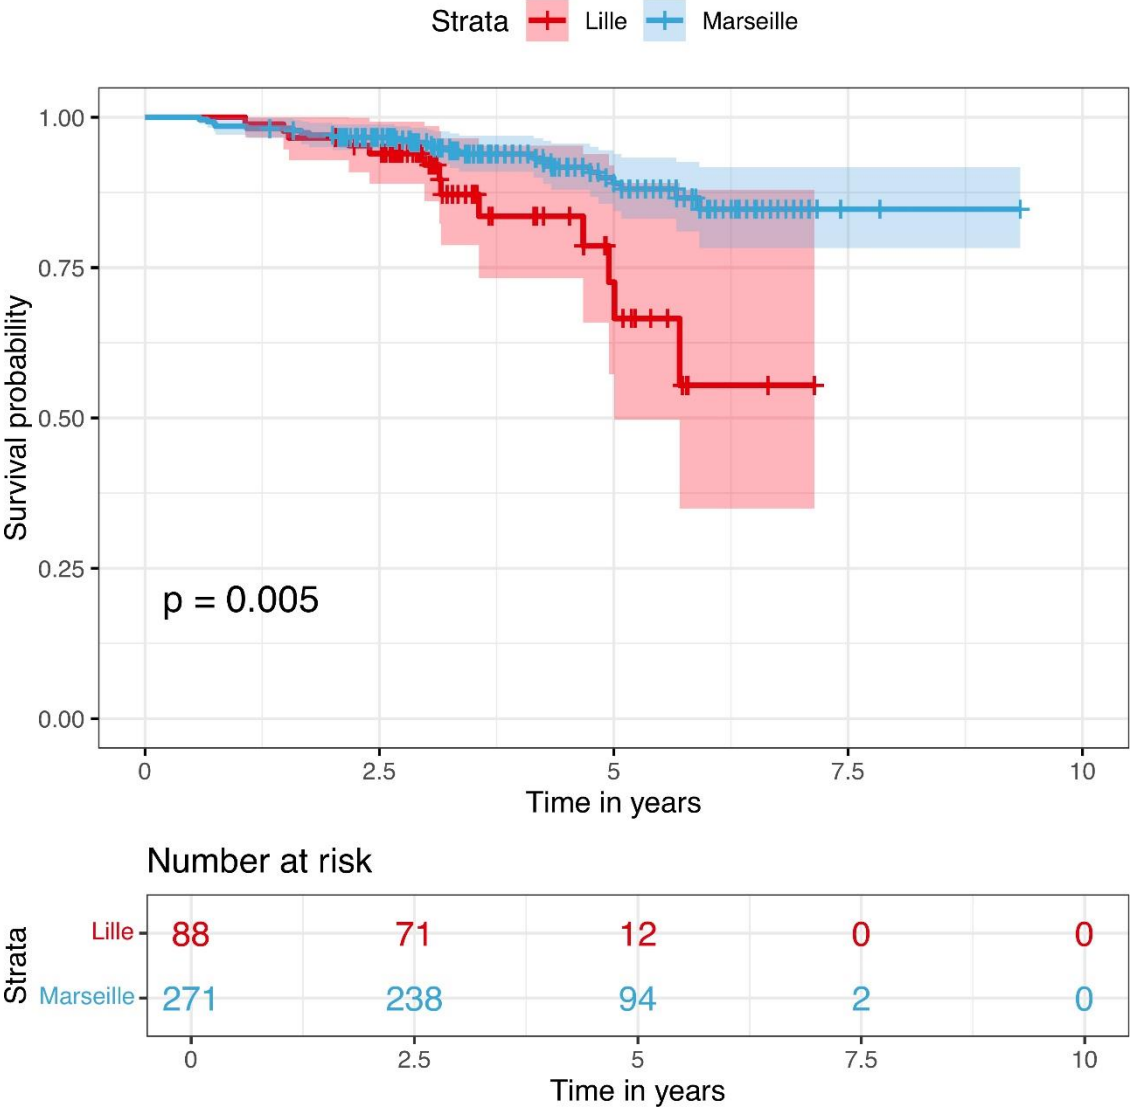 Strata Lille Marseille
Survival probability
1.00
0.75
0.50
0.25
0.00
p = 0.005
0 2.5 5 7.5 10
Time in years
Number at risk
Strata
Lille 88 71 12 0 0
Marseille 271 238 94 2 0
0 2.5 5 7.5 10
Time in years